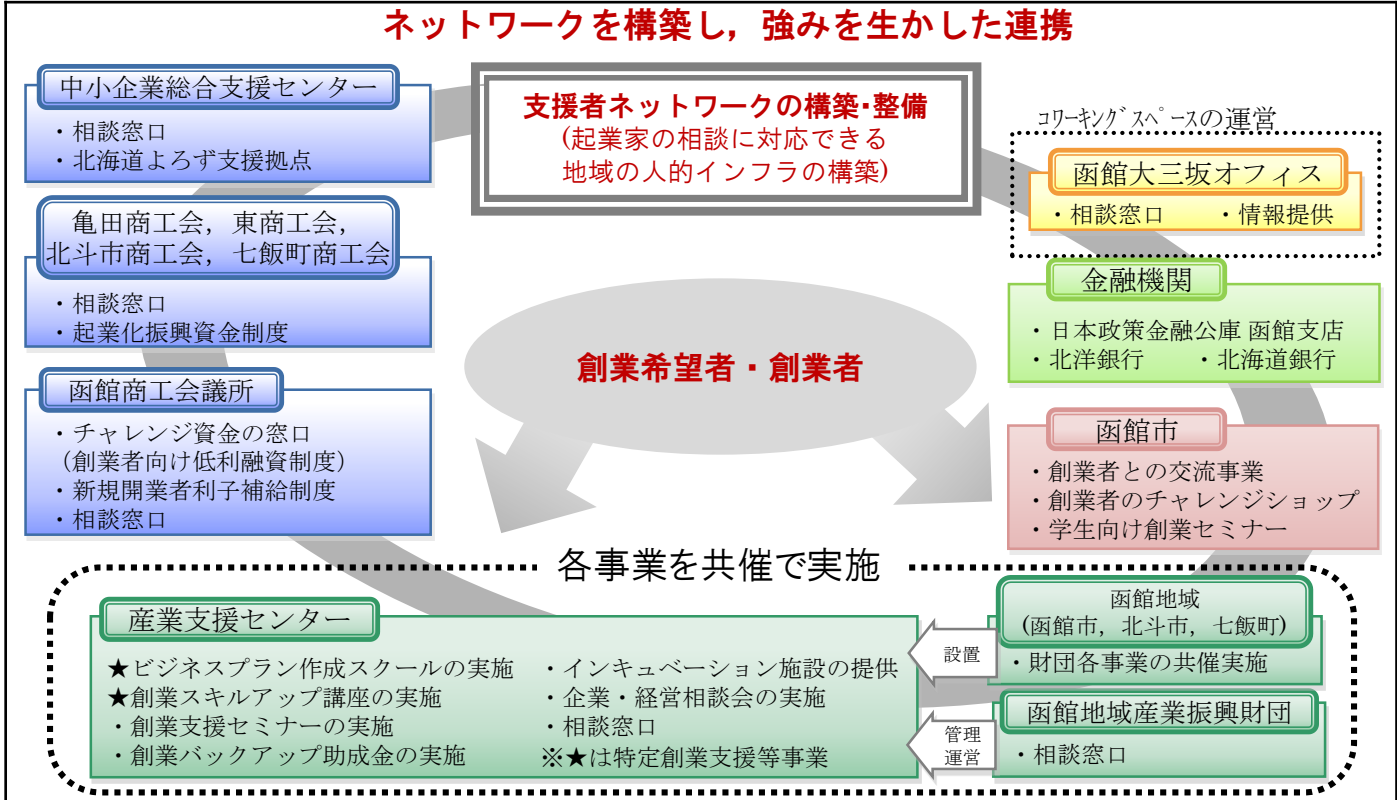 ネットワークを構築し，強みを生かした連携
中小企業総合支援センター
・相談窓口
・北海道よろず支援拠点
亀田商工会，東商工会，
北斗市商工会，七飯町商工会
・相談窓口
・起業化振興資金制度
函館商工会議所
・チャレンジ資金の窓口
（創業者向け低利融資制度）
・新規開業者利子補給制度
・相談窓口
支援者ネットワークの構築・整備
(起業家の相談に対応できる
地域の人的インフラの構築)
創業希望者・創業者
ｺﾜｰｷﾝｸﾞｽﾍﾟｰｽの運営
函館大三坂オフィス
・相談窓口　・情報提供
金融機関
・日本政策金融公庫 函館支店
・北洋銀行　・北海道銀行
函館市
・創業者との交流事業
・創業者のチャレンジショップ
・学生向け創業セミナー
各事業を共催で実施
産業支援センター
★ビジネスプラン作成スクールの実施
★創業スキルアップ講座の実施
・創業支援セミナーの実施
・創業バックアップ助成金の実施
・インキュベーション施設の提供
・企業・経営相談会の実施
・相談窓口
※★は特定創業支援等事業
設置
函館地域
(函館市，北斗市，七飯町)
・財団各事業の共催実施
管理
運営
函館地域産業振興財団
・相談窓口